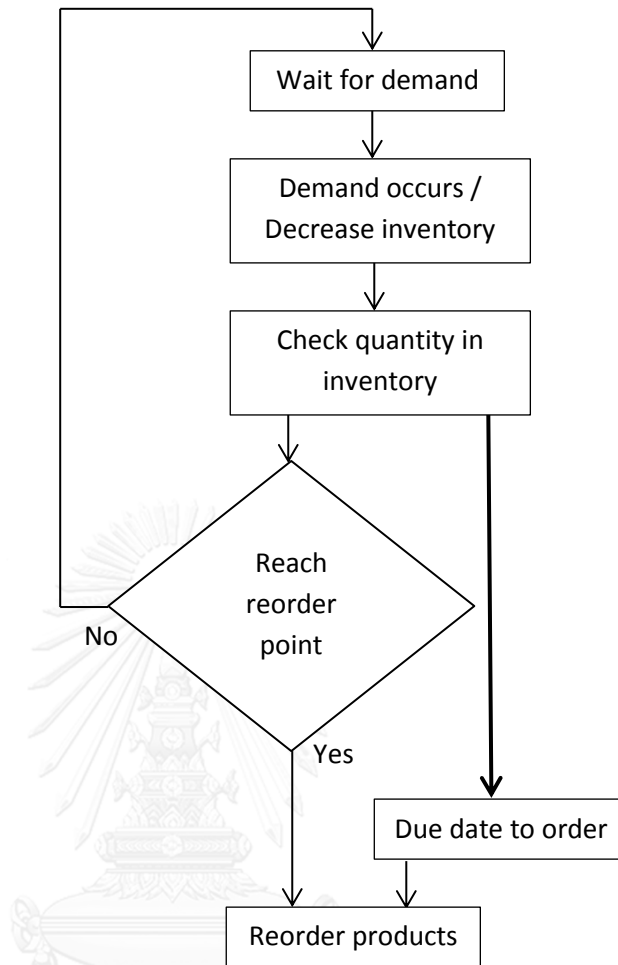 Wait for demand
Demand occurs /
Decrease inventory
Check quantity in
inventory
Reach
reorder
point
No
Yes
Due date to order
Reorder products